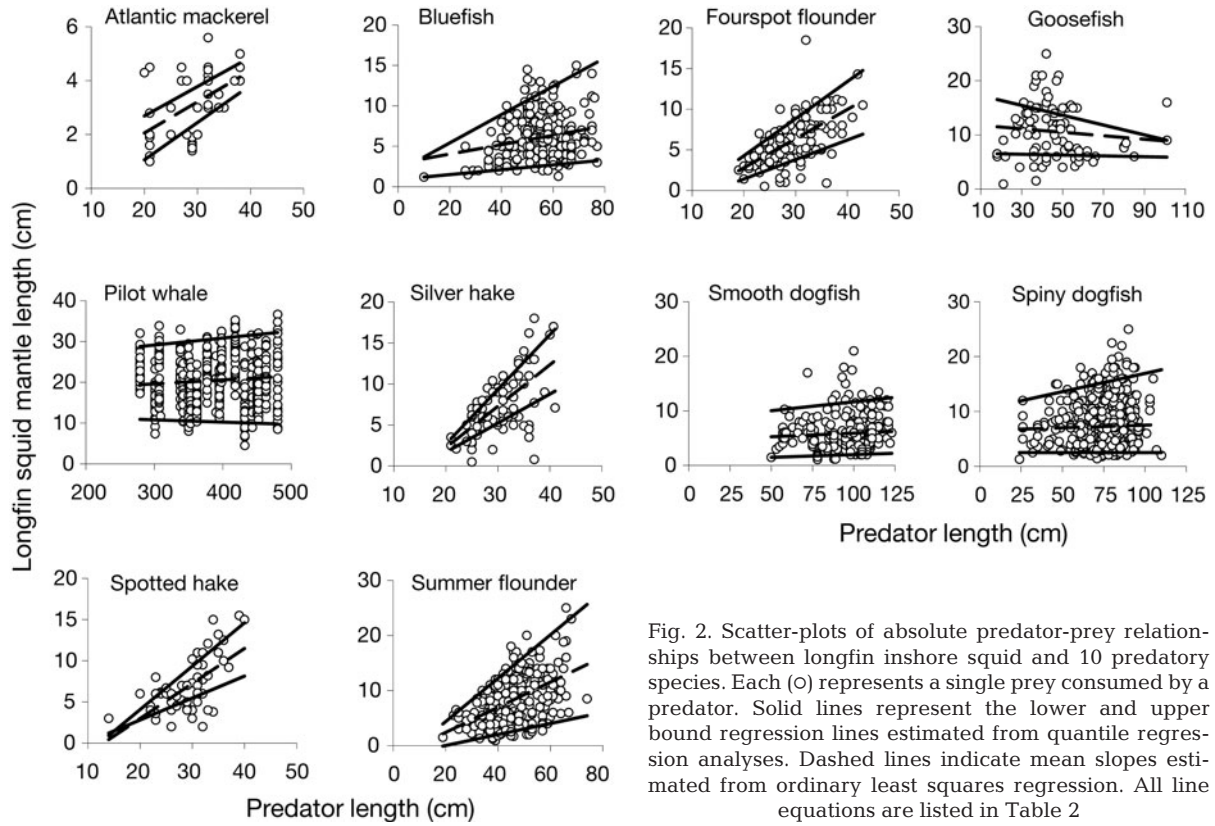 Atlantic mackerel
Bluefish
Fourspot flounder
Goosefish
6
4
2
0
10 20 30 40 50
20
15
10
5
0
0 20 40 60 80
20
15
10
5
0
10 20 30 40 50
30
20
10
0
10 30 50 70 90 110
Longfin squid mantle length (cm)
Pilot whale
Silver hake
Smooth dogfish
Spiny dogfish
40
30
20
10
0
200 300 400 500
20
15
10
5
0
10 20 30 40 50
30
20
10
0
0 25 50 75 100 125
30
20
10
0
0 25 50 75 100 125
Predator length (cm)
Spotted hake
Summer flounder
20
15
10
5
0
10 20 30 40 50
30
20
10
0
0 20 40 60 80
Predator length (cm)
Fig. 2. Scatter-plots of absolute predator-prey relation-
ships between longfin inshore squid and 10 predatory
species. Each (o) represents a single prey consumed by a
predator. Solid lines represent the lower and upper
bound regression lines estimated from quantile regres-
sion analyses. Dashed lines indicate mean slopes esti-
mated from ordinary least squares regression. All line
equations are listed in Table 2